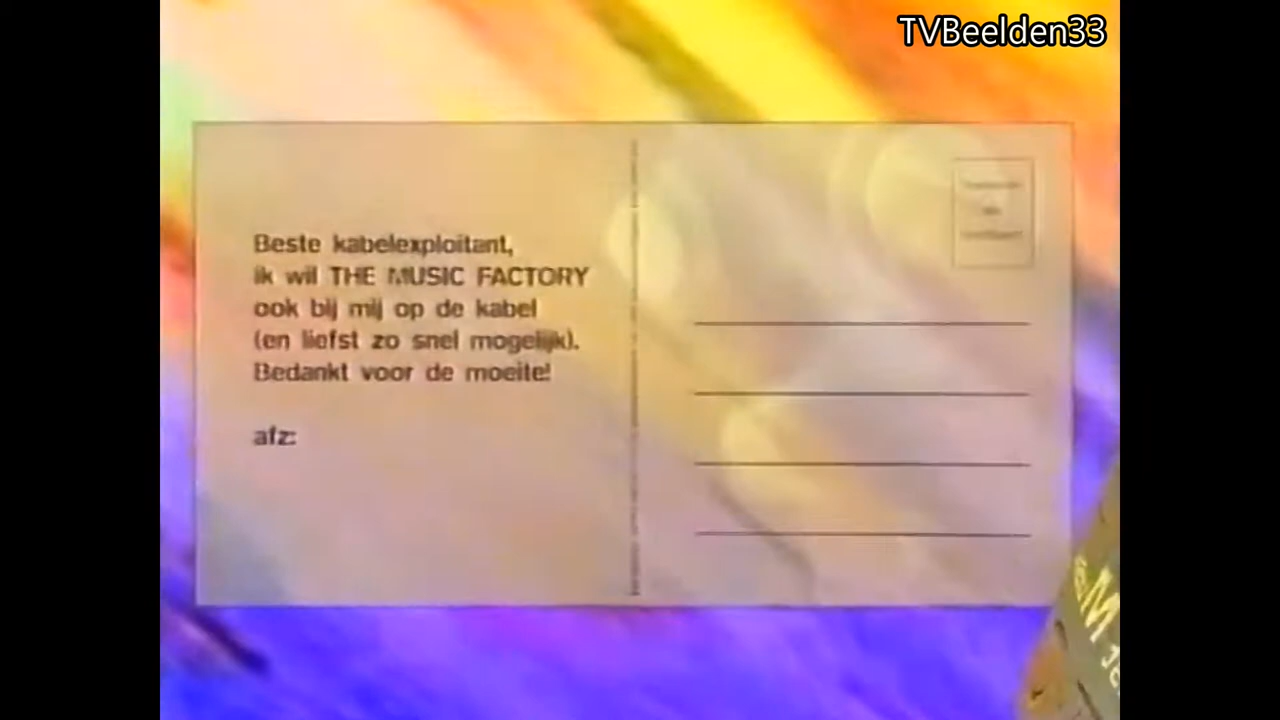 TVBeelden33
Beste kabelexploitant,
ik wil THE MUSIC FACTORY
ook bij mij op de kabel
(en liefst zo snel mogelijk).
Bedankt voor de moeite!
afz: